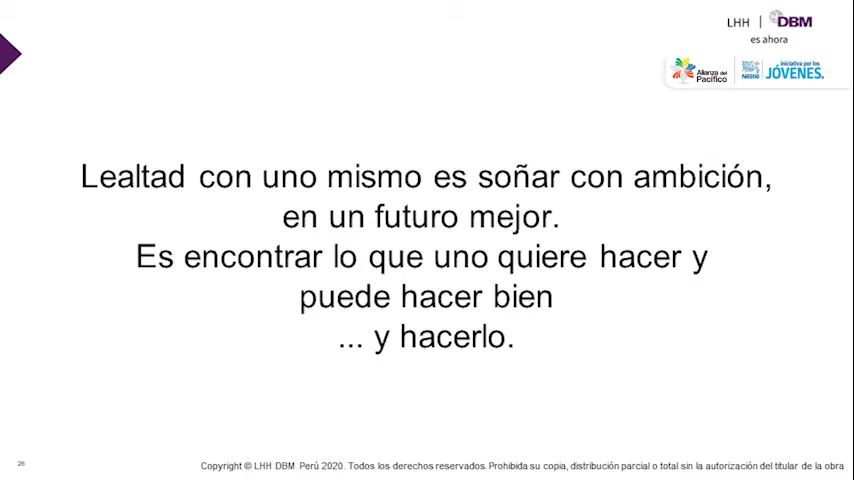 LHH | DBM
es ahora
Alianza del
Pacífico
Nestlé
iniciativa por los
JÓVENES.
Lealtad con uno mismo es soñar con ambición,
en un futuro mejor.
Es encontrar lo que uno quiere hacer y
puede hacer bien
... y hacerlo.
26
Copyright © LHH DBM Perú 2020. Todos los derechos reservados. Prohibida su copia, distribución parcial o total sin la autorización del titular de la obra